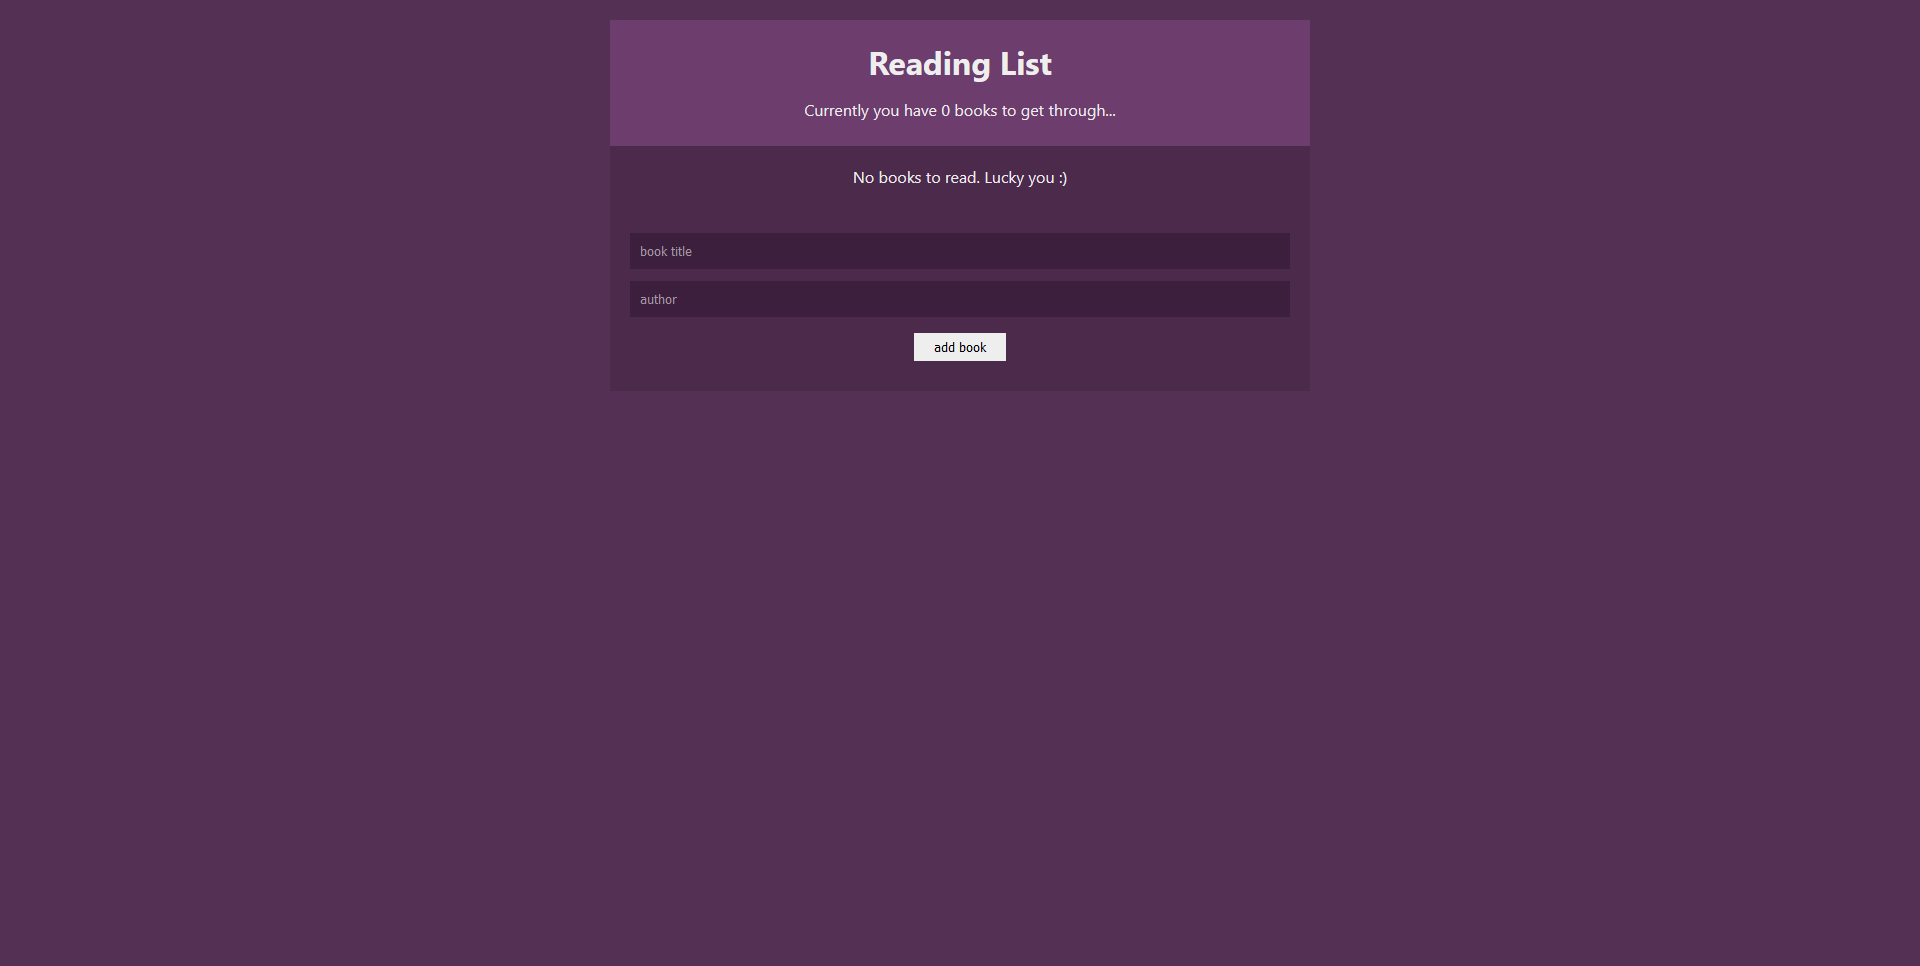 Reading List
Currently you have 0 books to get through...
No books to read. Lucky you :)
book title
author
add book